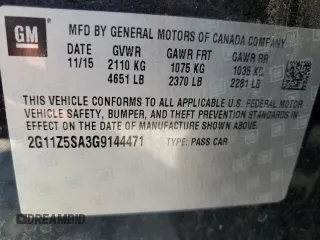 GM
MFD BY GENERAL MOTORS OF CANADA COMPANY
DATE GVWR GAWR FRT GAWR RR
11/15 2110 KG 1075 KG 1035 KG
4651 LB 2370 LB 2282 LB
THIS VEHICLE CONFORMS TO ALL APPLICABLE U.S. FEDERAL MOTOR
VEHICLE SAFETY, BUMPER, AND THEFT PREVENTION STANDARDS
IN EFFECT ON THE DATE OF MANUFACTURE SHOWN ABOVE.
2G11Z5SA3G9144471 TYPE: PASS CAR
DREAMBID